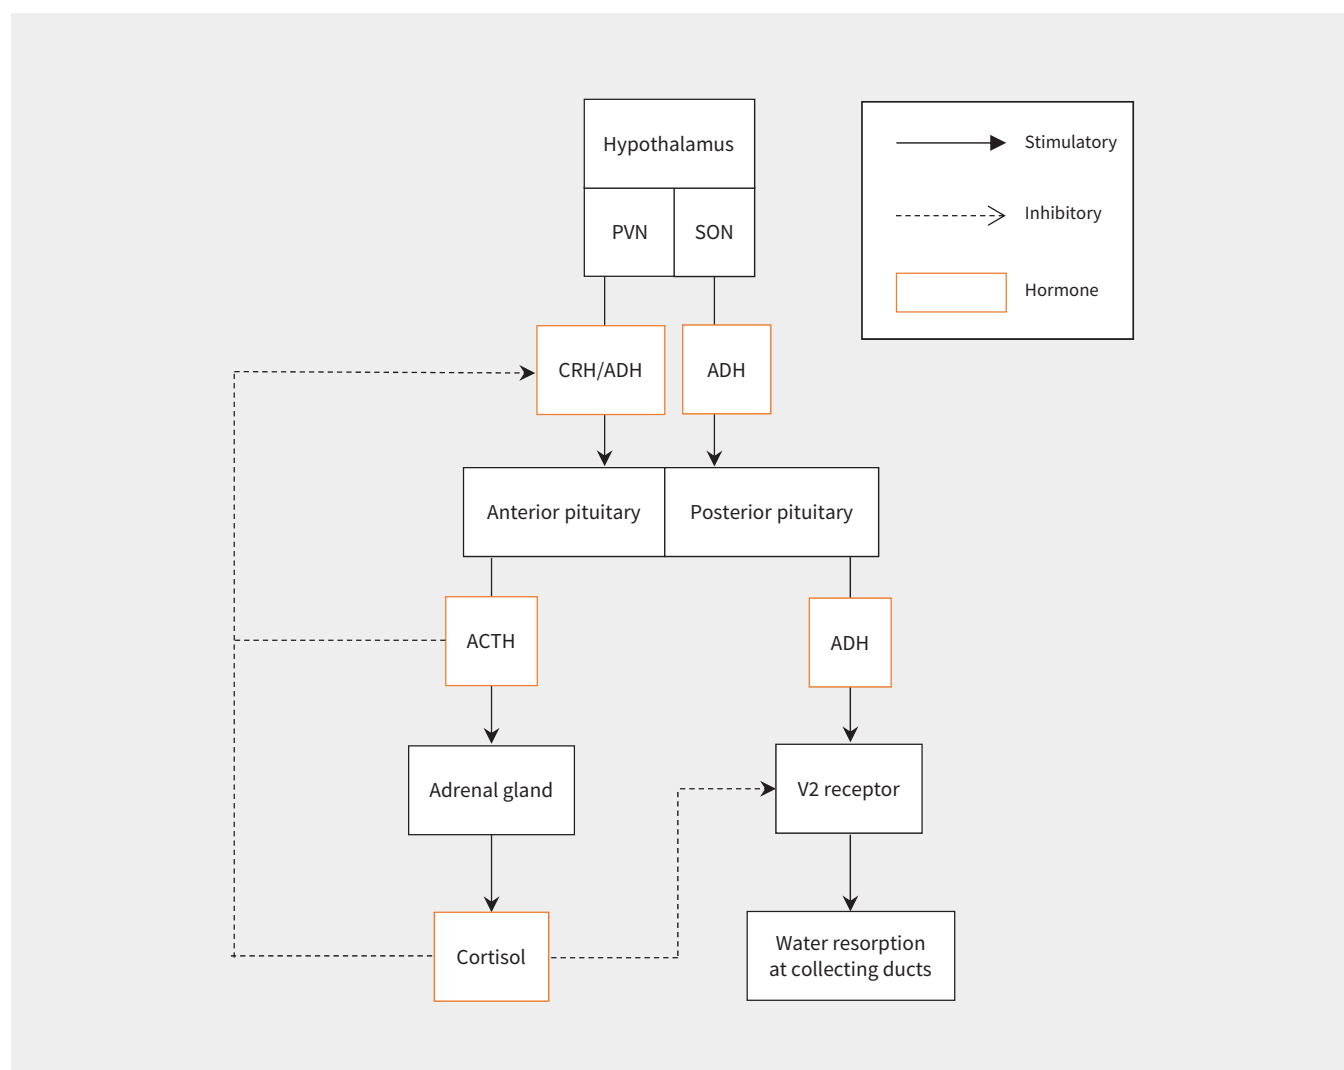 Hypothalamus
PVN
SON
Stimulatory
Inhibitory
Hormone
CRH/ADH
ADH
Anterior pituitary
Posterior pituitary
ACTH
ADH
Adrenal gland
V2 receptor
Cortisol
Water resorption
at collecting ducts